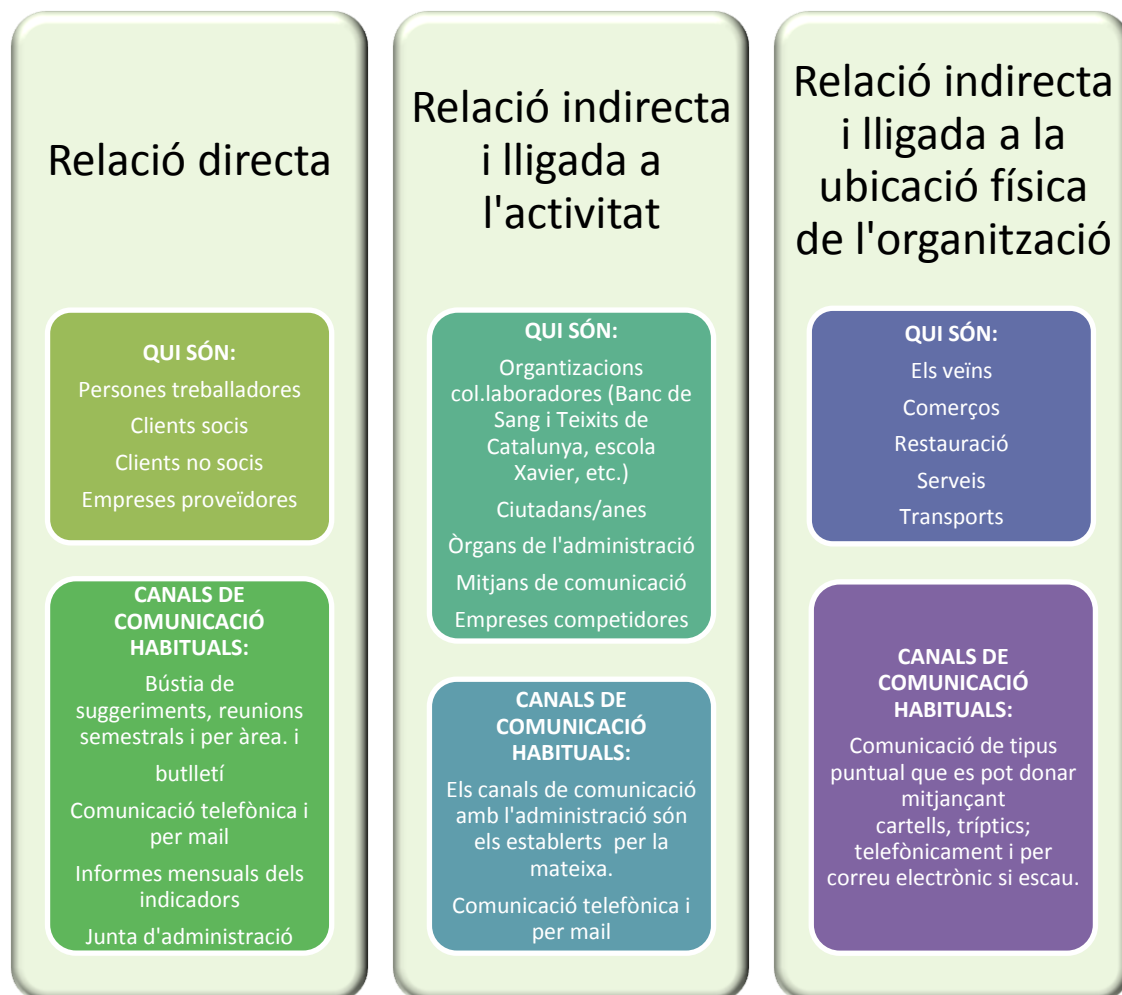 Relació directa
QUI SÓN:
Persones treballadores
Clients socis
Clients no socis
Empreses proveïdores
CANALS DE
COMUNICACIÓ
HABITUALS:
Bústia de
suggeriments, reunions
semestrals i per àrea. i
butlletí
Comunicació telefònica i
per mail
Informes mensuals dels
indicadors
Junta d'administració
Relació indirecta
i lligada a
l'activitat
QUI SÓN:
Organtizacions
col.laboradores (Banc de
Sang i Teixits de
Catalunya, escola
Xavier, etc.)
Ciutadans/anes
Òrgans de l'administració
Mitjans de comunicació
Empreses competidores
CANALS DE
COMUNICACIÓ
HABITUALS:
Els canals de comunicació
amb l'administració són
els establerts per la
mateixa.
Comunicació telefònica i
per mail
Relació indirecta
i lligada a la
ubicació física
de l'organització
QUI SÓN:
Els veïns
Comerços
Restauració
Serveis
Transports
CANALS DE
COMUNICACIÓ
HABITUALS:
Comunicació de tipus
puntual que es pot donar
mitjançant
cartells, tríptics;
telefònicament i per
correu electrònic si escau.